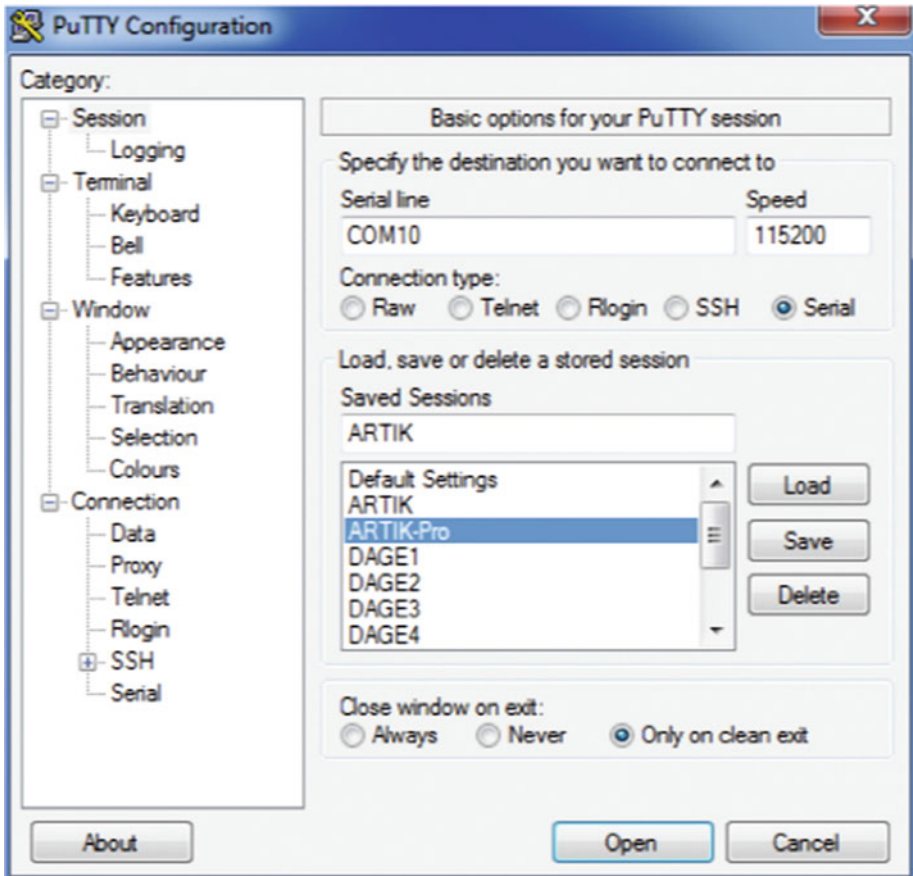 PuTTY Configuration
X
Category:
Session
Logging
Terminal
Keyboard
Bell
Features
Window
Appearance
Behaviour
Translation
Selection
Colours
Connection
Data
Proxy
Telnet
Rlogin
SSH
Serial
Basic options for your PuTTY session
Specify the destination you want to connect to
Serial line Speed
COM10 115200
Connection type:
Raw Telnet Rlogin SSH Serial
Load, save or delete a stored session
Saved Sessions
ARTIK
Default Settings
ARTIK
ARTIK-Pro
DAGE1
DAGE2
DAGE3
DAGE4
Load
Save
Delete
Close window on exit:
Always Never Only on clean exit
About Open Cancel